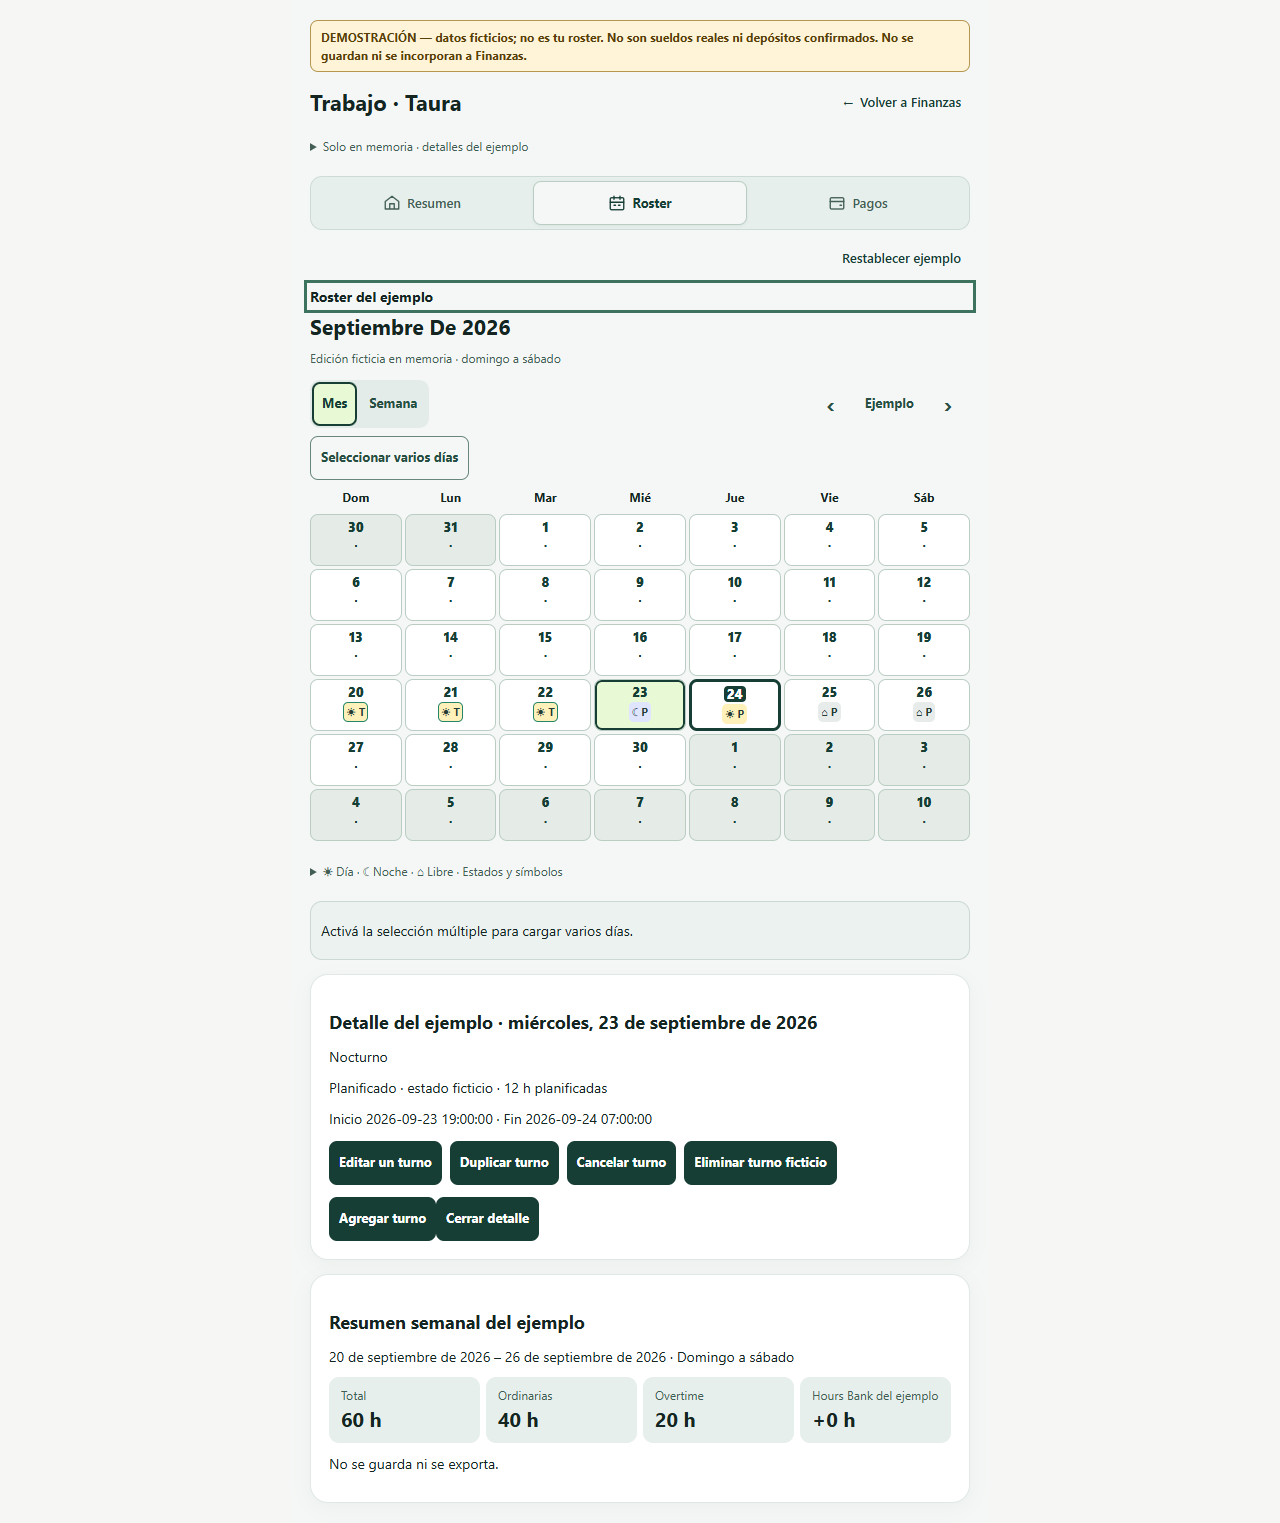 DEMOSTRACIÓN — datos ficticios; no es tu roster. No son sueldos reales ni depósitos confirmados. No se
guardan ni se incorporan a Finanzas.
Trabajo · Taura
← Volver a Finanzas
▶ Solo en memoria · detalles del ejemplo
Resumen
Roster
Pagos
Restablecer ejemplo
Roster del ejemplo
Septiembre De 2026
Edición ficticia en memoria · domingo a sábado
Mes Semana
‹ Ejemplo ›
Seleccionar varios días
Dom Lun Mar Mié Jue Vie Sáb
30 31 1 2 3 4 5
· · · · · · ·
6 7 8 9 10 11 12
· · · · · · ·
13 14 15 16 17 18 19
· · · · · · ·
20 21 22 23 24 25 26
☀ T ☀ T ☀ T ☾ P ☀ P ⌂ P ⌂ P
27 28 29 30 1 2 3
· · · · · · ·
4 5 6 7 8 9 10
· · · · · · ·
▶ ☀ Día · ☾ Noche · ⌂ Libre · Estados y símbolos
Activá la selección múltiple para cargar varios días.
Detalle del ejemplo · miércoles, 23 de septiembre de 2026
Nocturno
Planificado · estado ficticio · 12 h planificadas
Inicio 2026-09-23 19:00:00 · Fin 2026-09-24 07:00:00
Editar un turno Duplicar turno Cancelar turno Eliminar turno ficticio
Agregar turno Cerrar detalle
Resumen semanal del ejemplo
20 de septiembre de 2026 – 26 de septiembre de 2026 · Domingo a sábado
Total Ordinarias Overtime Hours Bank del ejemplo
60 h 40 h 20 h +0 h
No se guarda ni se exporta.